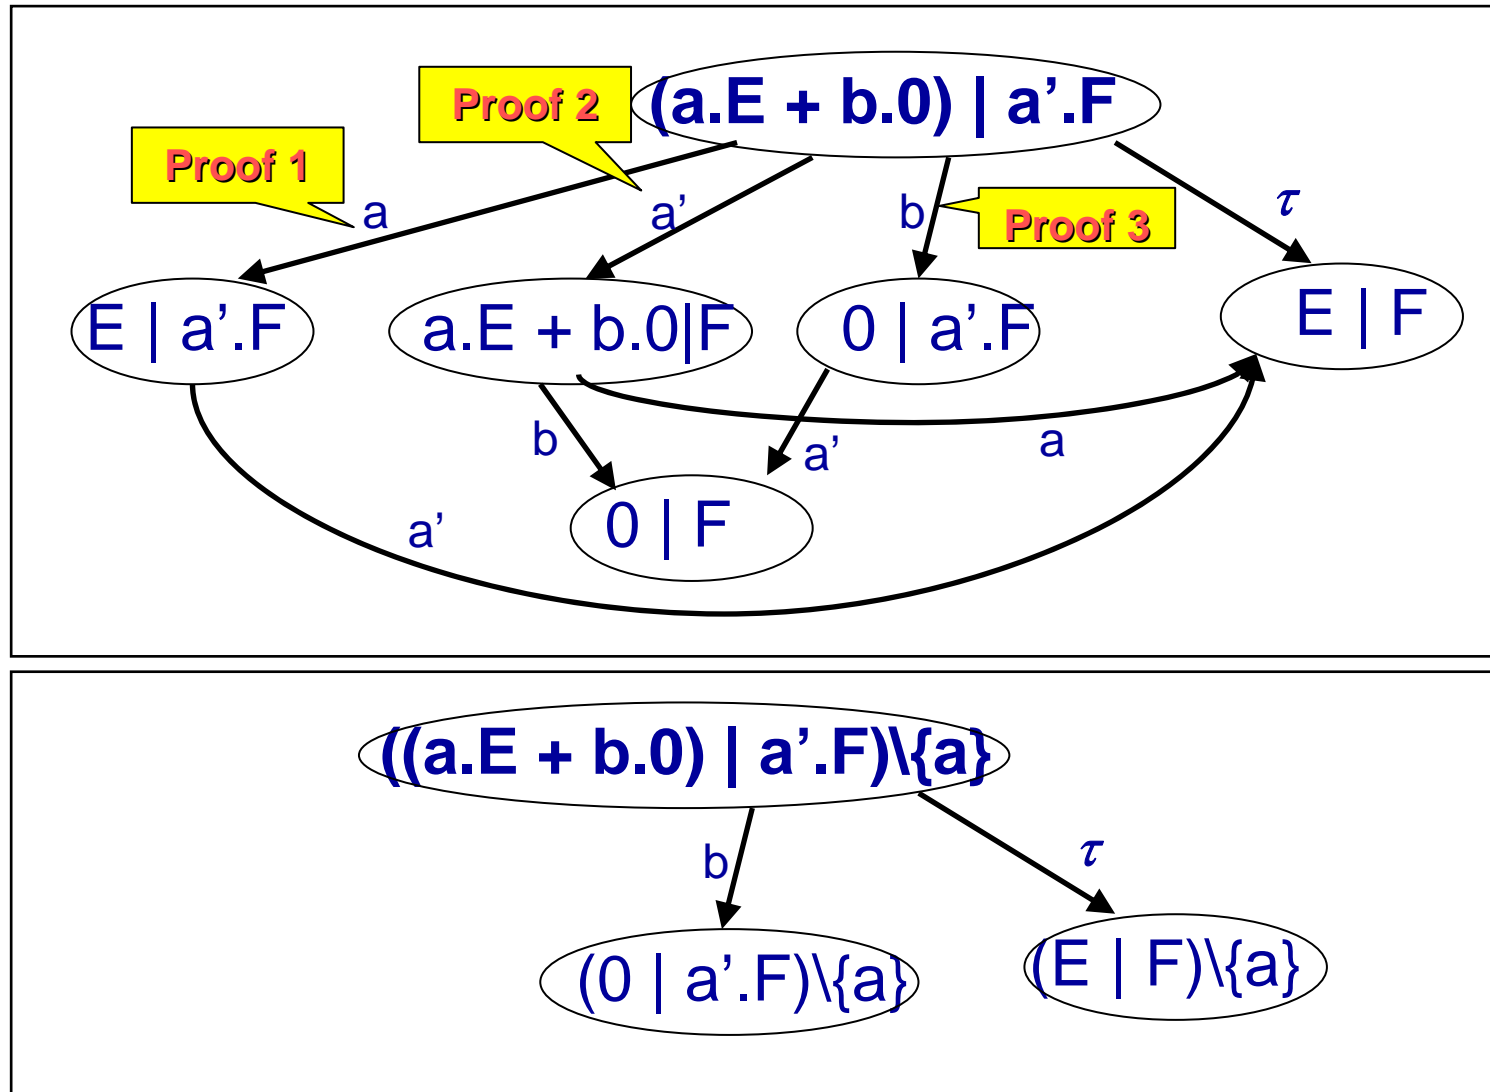 (a.E + b.0) | a’.F
Proof 2
Proof 1
a
a’
b
Proof 3
τ
E | a’.F
a.E + b.0|F
0 | a’.F
E | F
b
a’
a
a’
0 | F
((a.E + b.0) | a’.F)\{a}
b
τ
(0 | a’.F)\{a}
(E | F)\{a}